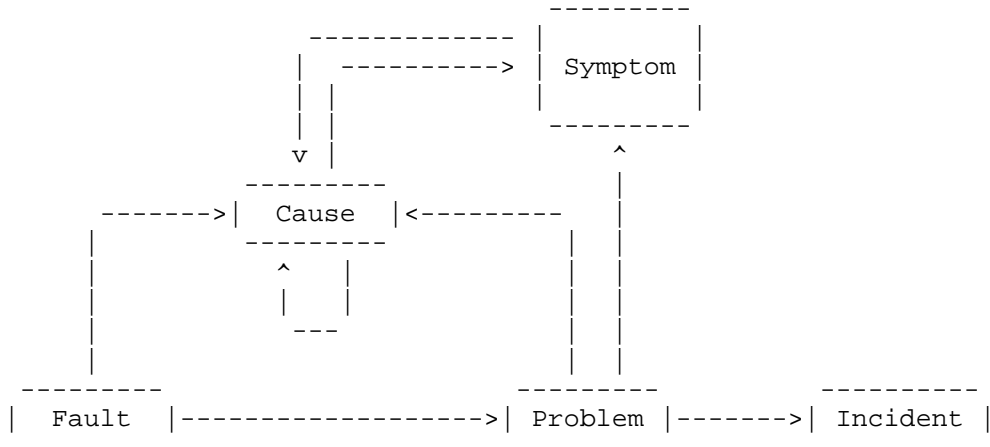 Symptom
v
Cause
Fault
Problem
Incident